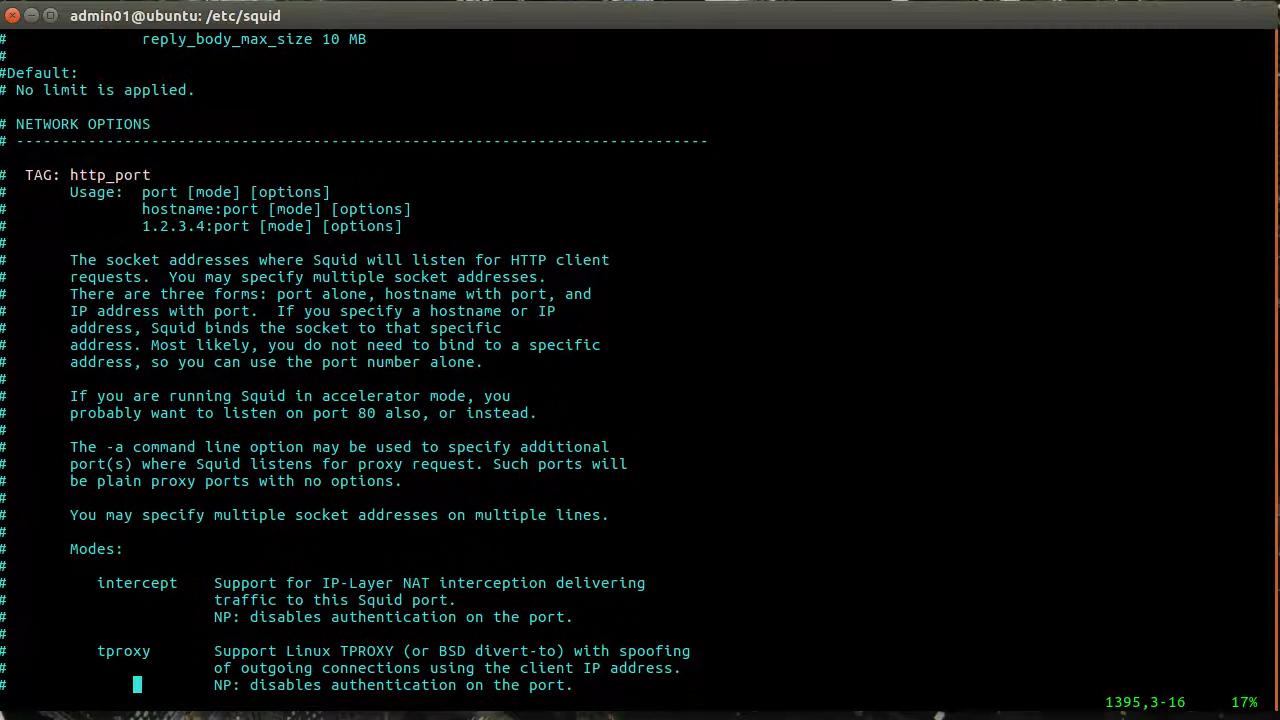 admin01@ubuntu: /etc/squid
#               reply_body_max_size 10 MB
#
#Default:
# No limit is applied.

# NETWORK OPTIONS
# -----------------------------------------------------------------------------

#  TAG: http_port
#       Usage:  port [mode] [options]
#               hostname:port [mode] [options]
#               1.2.3.4:port [mode] [options]
#
#       The socket addresses where Squid will listen for HTTP client
#       requests.  You may specify multiple socket addresses.
#       There are three forms: port alone, hostname with port, and
#       IP address with port.  If you specify a hostname or IP
#       address, Squid binds the socket to that specific
#       address. Most likely, you do not need to bind to a specific
#       address, so you can use the port number alone.
#
#       If you are running Squid in accelerator mode, you
#       probably want to listen on port 80 also, or instead.
#
#       The -a command line option may be used to specify additional
#       port(s) where Squid listens for proxy request. Such ports will
#       be plain proxy ports with no options.
#
#       You may specify multiple socket addresses on multiple lines.
#
#       Modes:
#
#          intercept    Support for IP-Layer NAT interception delivering
#                       traffic to this Squid port.
#                       NP: disables authentication on the port.
#
#          tproxy       Support Linux TPROXY (or BSD divert-to) with spoofing
#                       of outgoing connections using the client IP address.
#                       NP: disables authentication on the port.
1395,3-16     17%